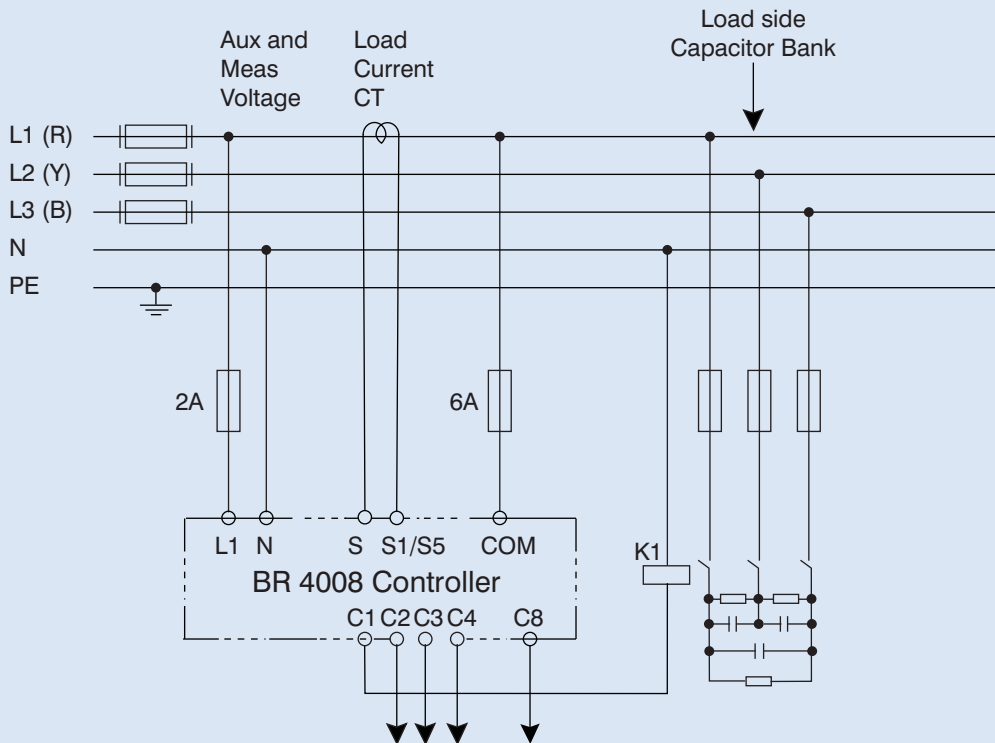 Aux and
Meas
Voltage
Load
Current
CT
Load side
Capacitor Bank
L1 (R)
L2 (Y)
L3 (B)
N
PE
2A
6A
L1 N S S1/S5 COM
K1
BR 4008 Controller
C1 C2 C3 C4 C8